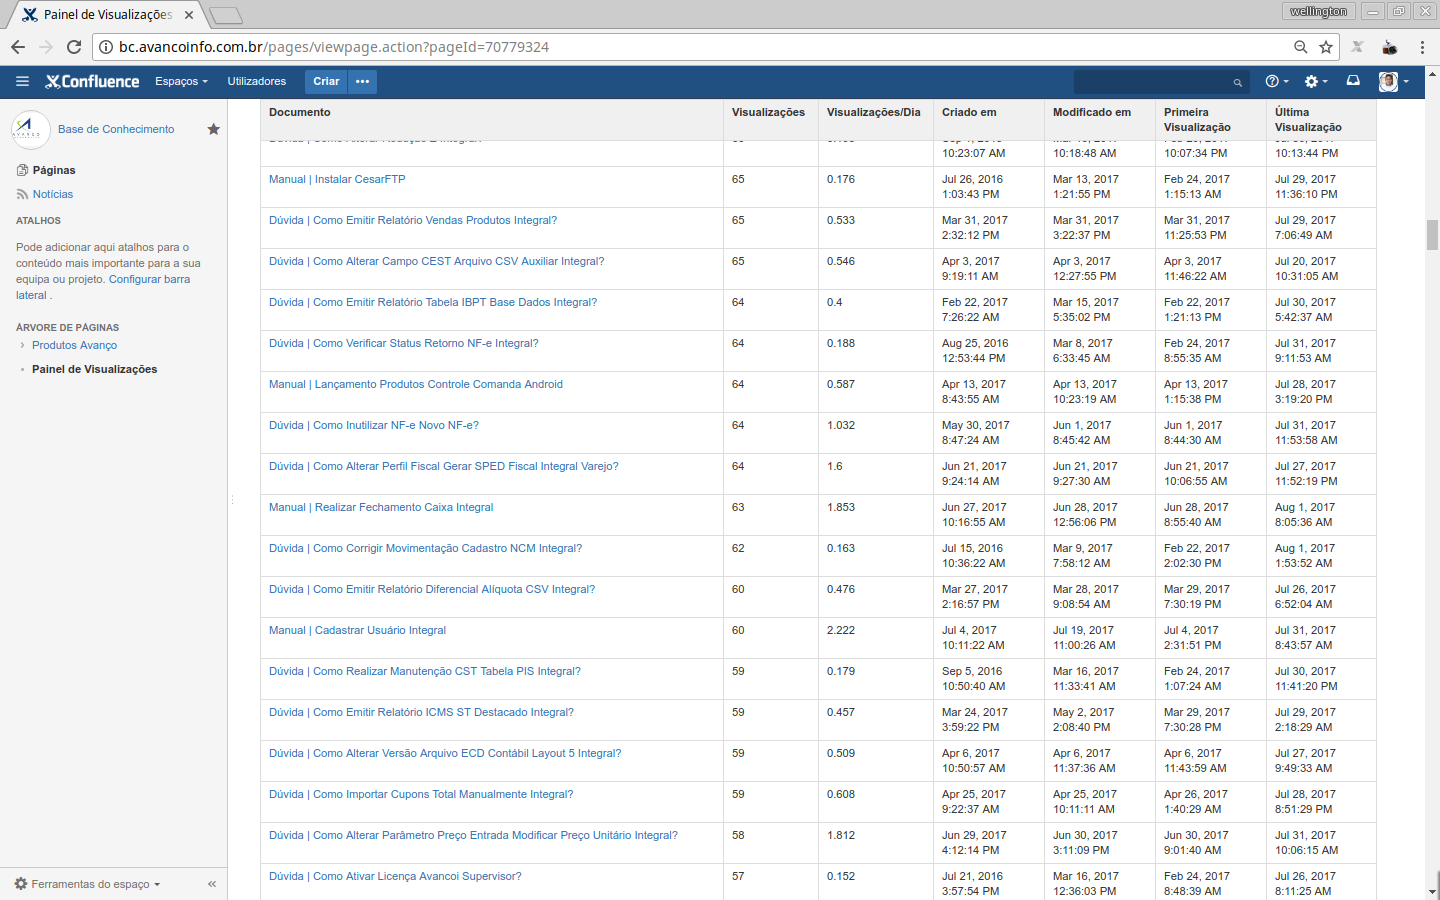 Painel de Visualizações
wellington
bc.avancoinfo.com.br/pages/viewpage.action?pageId=70779324
Confluence Espaços Utilizadores Criar •••
Base de Conhecimento
Páginas
Notícias
ATALHOS
Pode adicionar aqui atalhos para o
conteúdo mais importante para a sua
equipa ou projeto. Configurar barra
lateral .
ÁRVORE DE PÁGINAS
Produtos Avanço
Painel de Visualizações
Ferramentas do espaço
Documento Visualizações Visualizações/Dia Criado em Modificado em Primeira Última
Visualização Visualização
10:23:07 AM 10:18:48 AM 10:07:34 PM 10:13:44 PM
Manual | Instalar CesarFTP 65 0.176 Jul 26, 2016 Mar 13, 2017 Feb 24, 2017 Jul 29, 2017
1:03:43 PM 1:21:55 PM 1:15:13 AM 11:36:10 PM
Dúvida | Como Emitir Relatório Vendas Produtos Integral? 65 0.533 Mar 31, 2017 Mar 31, 2017 Mar 31, 2017 Jul 29, 2017
2:32:12 PM 3:22:37 PM 11:25:53 PM 7:06:49 AM
Dúvida | Como Alterar Campo CEST Arquivo CSV Auxiliar Integral? 65 0.546 Apr 3, 2017 Apr 3, 2017 Apr 3, 2017 Jul 20, 2017
9:19:11 AM 12:27:55 PM 11:46:22 AM 10:31:05 AM
Dúvida | Como Emitir Relatório Tabela IBPT Base Dados Integral? 64 0.4 Feb 22, 2017 Mar 15, 2017 Feb 22, 2017 Jul 30, 2017
7:26:22 AM 5:35:02 PM 1:21:13 PM 5:42:37 AM
Dúvida | Como Verificar Status Retorno NF-e Integral? 64 0.188 Aug 25, 2016 Mar 8, 2017 Feb 24, 2017 Jul 31, 2017
12:53:44 PM 6:33:45 AM 8:55:35 AM 9:11:53 AM
Manual | Lançamento Produtos Controle Comanda Android 64 0.587 Apr 13, 2017 Apr 13, 2017 Apr 13, 2017 Jul 28, 2017
8:43:55 AM 10:23:19 AM 1:15:38 PM 3:19:20 PM
Dúvida | Como Inutilizar NF-e Novo NF-e? 64 1.032 May 30, 2017 Jun 1, 2017 Jun 1, 2017 Jul 31, 2017
8:47:24 AM 8:45:42 AM 8:44:30 AM 11:53:58 AM
Dúvida | Como Alterar Perfil Fiscal Gerar SPED Fiscal Integral Varejo? 64 1.6 Jun 21, 2017 Jun 21, 2017 Jun 21, 2017 Jul 27, 2017
9:24:14 AM 9:27:30 AM 10:06:55 AM 11:52:19 PM
Manual | Realizar Fechamento Caixa Integral 63 1.853 Jun 27, 2017 Jun 28, 2017 Jun 28, 2017 Aug 1, 2017
10:16:55 AM 12:56:06 PM 8:55:40 AM 8:05:36 AM
Dúvida | Como Corrigir Movimentação Cadastro NCM Integral? 62 0.163 Jul 15, 2016 Mar 9, 2017 Feb 22, 2017 Aug 1, 2017
10:36:22 AM 7:58:12 AM 2:02:30 PM 1:53:52 AM
Dúvida | Como Emitir Relatório Diferencial Alíquota CSV Integral? 60 0.476 Mar 27, 2017 Mar 28, 2017 Mar 29, 2017 Jul 26, 2017
2:16:57 PM 9:08:54 AM 7:30:19 PM 6:52:04 AM
Manual | Cadastrar Usuário Integral 60 2.222 Jul 4, 2017 Jul 19, 2017 Jul 4, 2017 Jul 31, 2017
10:11:22 AM 11:00:26 AM 2:31:51 PM 8:43:57 AM
Dúvida | Como Realizar Manutenção CST Tabela PIS Integral? 59 0.179 Sep 5, 2016 Mar 16, 2017 Feb 24, 2017 Jul 30, 2017
10:50:40 AM 11:33:41 AM 1:07:24 AM 11:41:20 PM
Dúvida | Como Emitir Relatório ICMS ST Destacado Integral? 59 0.457 Mar 24, 2017 May 2, 2017 Mar 29, 2017 Jul 29, 2017
3:59:22 PM 2:08:40 PM 7:30:28 PM 2:18:29 AM
Dúvida | Como Alterar Versão Arquivo ECD Contábil Layout 5 Integral? 59 0.509 Apr 6, 2017 Apr 6, 2017 Apr 6, 2017 Jul 27, 2017
10:50:57 AM 11:37:36 AM 11:43:59 AM 9:49:33 AM
Dúvida | Como Importar Cupons Total Manualmente Integral? 59 0.608 Apr 25, 2017 Apr 25, 2017 Apr 26, 2017 Jul 28, 2017
9:22:37 AM 10:11:11 AM 1:40:29 AM 8:51:29 PM
Dúvida | Como Alterar Parâmetro Preço Entrada Modificar Preço Unitário Integral? 58 1.812 Jun 29, 2017 Jun 30, 2017 Jun 30, 2017 Jul 31, 2017
4:12:14 PM 3:11:09 PM 9:01:40 AM 10:06:15 AM
Dúvida | Como Ativar Licença Avancoi Supervisor? 57 0.152 Jul 21, 2016 Mar 16, 2017 Feb 24, 2017 Jul 26, 2017
3:57:54 PM 12:36:03 PM 8:48:39 AM 8:11:25 AM